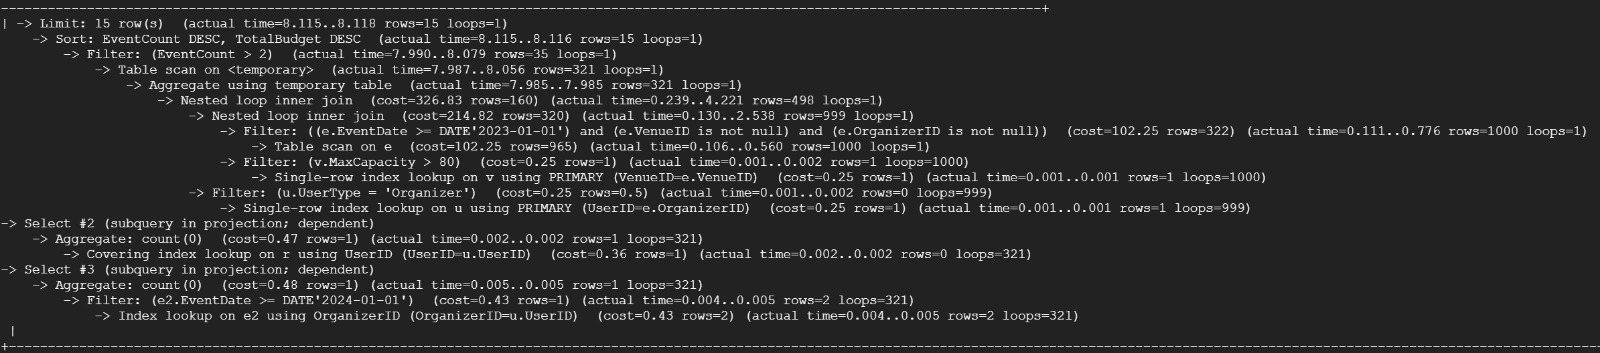 | -> Limit: 15 row(s)  (actual time=8.115..8.118 rows=15 loops=1)
    -> Sort: EventCount DESC, TotalBudget DESC  (actual time=8.115..8.116 rows=15 loops=1)
        -> Filter: (EventCount > 2)  (actual time=7.990..8.079 rows=35 loops=1)
            -> Table scan on <temporary>  (actual time=7.987..8.056 rows=321 loops=1)
                -> Aggregate using temporary table  (actual time=7.985..7.985 rows=321 loops=1)
                    -> Nested loop inner join  (cost=326.83 rows=160) (actual time=0.239..4.221 rows=498 loops=1)
                        -> Nested loop inner join  (cost=214.82 rows=320) (actual time=0.130..2.538 rows=999 loops=1)
                            -> Filter: ((e.EventDate >= DATE'2023-01-01') and (e.VenueID is not null) and (e.OrganizerID is not null))  (cost=102.25 rows=322) (actual time=0.111..0.776 rows=1000 loops=1)
                                -> Table scan on e  (cost=102.25 rows=965) (actual time=0.106..0.560 rows=1000 loops=1)
                            -> Filter: (v.MaxCapacity > 80)  (cost=0.25 rows=1) (actual time=0.001..0.002 rows=1 loops=1000)
                                -> Single-row index lookup on v using PRIMARY (VenueID=e.VenueID)  (cost=0.25 rows=1) (actual time=0.001..0.001 rows=1 loops=1000)
                        -> Filter: (u.UserType = 'Organizer')  (cost=0.25 rows=0.5) (actual time=0.001..0.002 rows=0 loops=999)
                            -> Single-row index lookup on u using PRIMARY (UserID=e.OrganizerID)  (cost=0.25 rows=1) (actual time=0.001..0.001 rows=1 loops=999)
-> Select #2 (subquery in projection; dependent)
    -> Aggregate: count(0)  (cost=0.47 rows=1) (actual time=0.002..0.002 rows=1 loops=321)
        -> Covering index lookup on r using UserID (UserID=u.UserID)  (cost=0.36 rows=1) (actual time=0.002..0.002 rows=0 loops=321)
-> Select #3 (subquery in projection; dependent)
    -> Aggregate: count(0)  (cost=0.48 rows=1) (actual time=0.005..0.005 rows=1 loops=321)
        -> Filter: (e2.EventDate >= DATE'2024-01-01')  (cost=0.43 rows=1) (actual time=0.004..0.005 rows=2 loops=321)
            -> Index lookup on e2 using OrganizerID (OrganizerID=u.UserID)  (cost=0.43 rows=2) (actual time=0.004..0.005 rows=2 loops=321)
 |